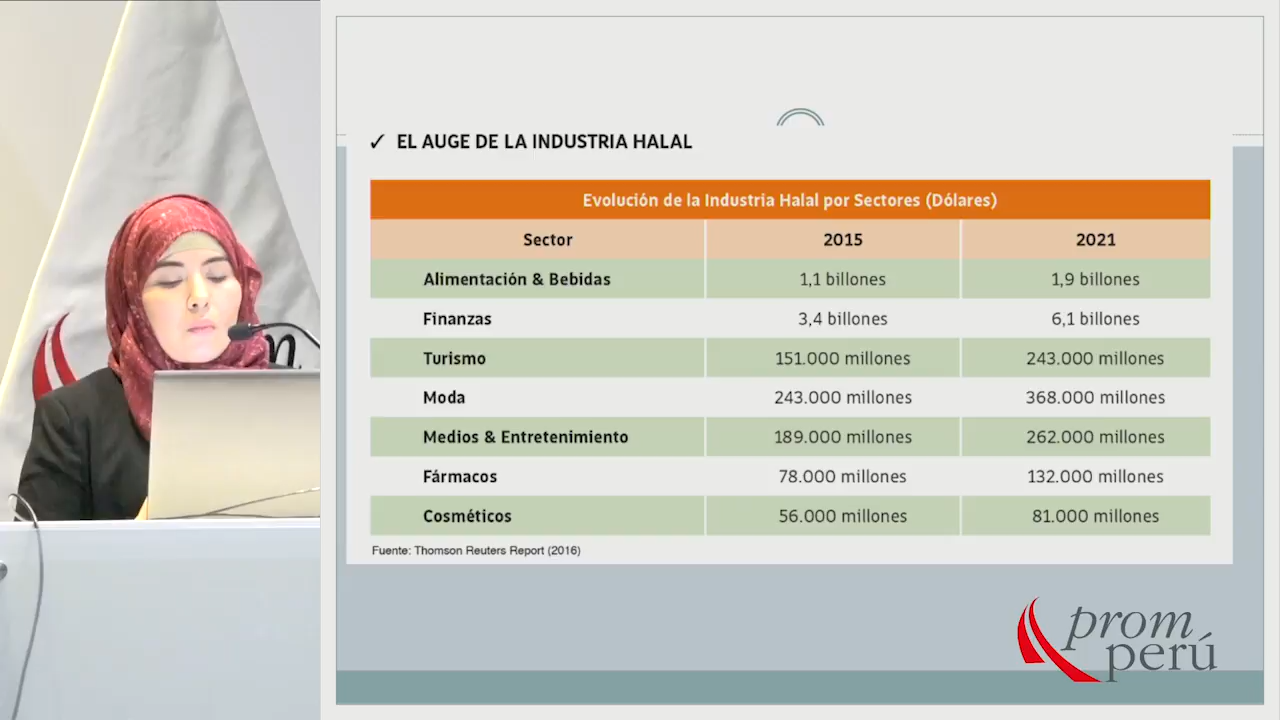 ✓ EL AUGE DE LA INDUSTRIA HALAL
Evolución de la Industria Halal por Sectores (Dólares)
Sector 2015 2021
Alimentación & Bebidas 1,1 billones 1,9 billones
Finanzas 3,4 billones 6,1 billones
Turismo 151.000 millones 243.000 millones
Moda 243.000 millones 368.000 millones
Medios & Entretenimiento 189.000 millones 262.000 millones
Fármacos 78.000 millones 132.000 millones
Cosméticos 56.000 millones 81.000 millones
Fuente: Thomson Reuters Report (2016)
prom
perú